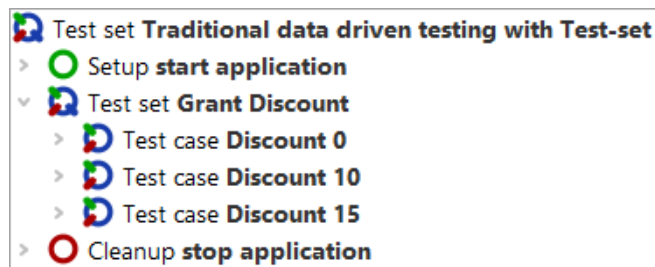 Test set Traditional data driven testing with Test-set
Setup start application
Test set Grant Discount
Test case Discount 0
Test case Discount 10
Test case Discount 15
Cleanup stop application